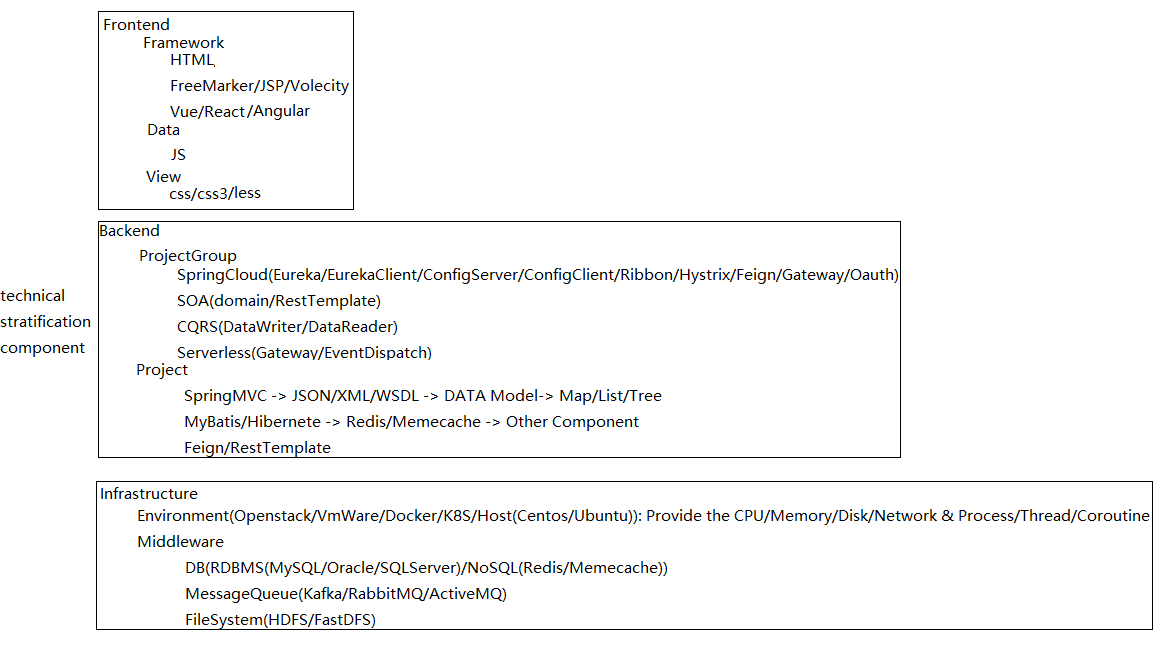 Frontend
Framework
HTML
FreeMarker/JSP/Volecity
Vue/React/Angular
Data
JS
View
css/css3/less
technical
stratification
component
Backend
ProjectGroup
SpringCloud(Eureka/EurekaClient/ConfigServer/ConfigClient/Ribbon/Hystrix/Feign/Gateway/Oauth)
SOA(domain/RestTemplate)
CQRS(DataWriter/DataReader)
Serverless(Gateway/EventDispatch)
Project
SpringMVC -> JSON/XML/WSDL -> DATA Model-> Map/List/Tree
MyBatis/Hibernete -> Redis/Memecache -> Other Component
Feign/RestTemplate
Infrastructure
Environment(Openstack/VmWare/Docker/K8S/Host(Centos/Ubuntu)): Provide the CPU/Memory/Disk/Network & Process/Thread/Coroutine
Middleware
DB(RDBMS(MySQL/Oracle/SQLServer)/NoSQL(Redis/Memecache))
MessageQueue(Kafka/RabbitMQ/ActiveMQ)
FileSystem(HDFS/FastDFS)